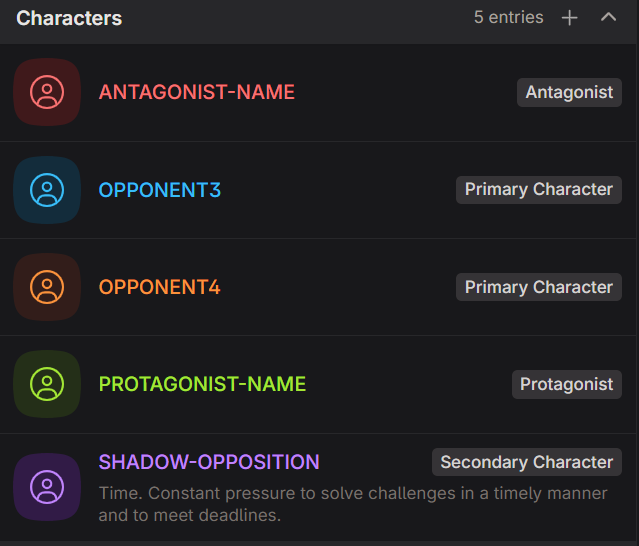 Characters
5 entries
ANTAGONIST-NAME
Antagonist
OPPONENT3
Primary Character
OPPONENT4
Primary Character
PROTAGONIST-NAME
Protagonist
SHADOW-OPPOSITION
Secondary Character
Time. Constant pressure to solve challenges in a timely manner
and to meet deadlines.